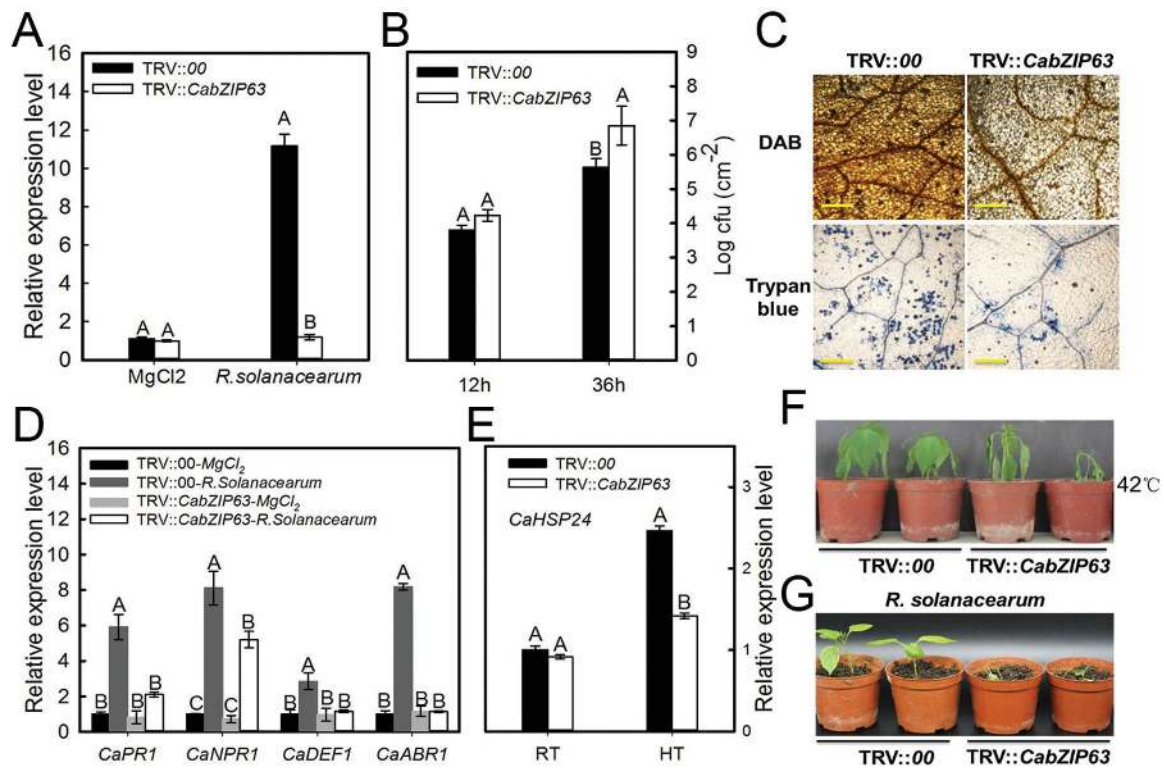 A
Relative expression level
16
14
12
10
8
6
4
2
0
TRV::00
TRV::CabZIP63
A
A
A
B
MgCl2
R.solanacearum
B
TRV::00
TRV::CabZIP63
A
A
B
A
12h
36h
9
8
7
6
5
4
3
2
1
0
Log cfu (cm⁻²)
C
TRV::00
TRV::CabZIP63
DAB
Trypan
blue
D
Relative expression level
16
14
12
10
8
6
4
2
0
TRV::00-MgCl₂
TRV::00-R.Solanacearum
TRV::CabZIP63-MgCl₂
TRV::CabZIP63-R.Solanacearum
B
A
B
B
C
A
C
B
B
A
B
B
B
A
B
B
CaPR1
CaNPR1
CaDEF1
CaABR1
E
TRV::00
TRV::CabZIP63
CaHSP24
A
A
A
B
RT
HT
3
2
1
0
Relative expression level
F
42℃
TRV::00
TRV::CabZIP63
G
R. solanacearum
TRV::00
TRV::CabZIP63